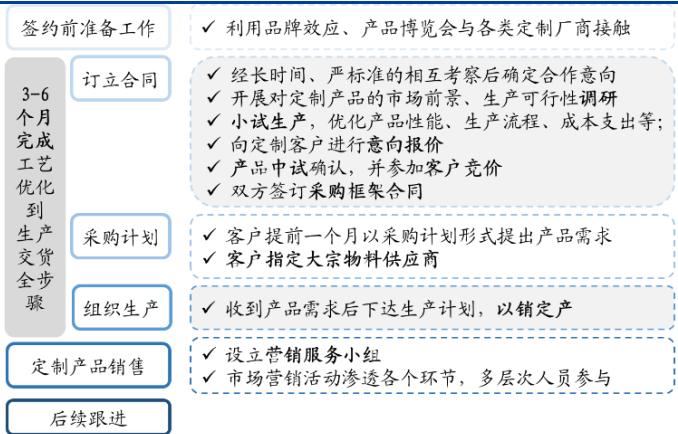 签约前准备工作
✓ 利用品牌效应、产品博览会与各类定制厂商接触
3-6
个月
完成
工艺
优化
到
生产
交货
全步
骤
订立合同
✓ 经长时间、严标准的相互考察后确定合作意向
✓ 开展对定制产品的市场前景、生产可行性调研
✓ 小试生产，优化产品性能、生产流程、成本支出等；
✓ 向定制客户进行意向报价
✓ 产品中试确认，并参加客户竞价
✓ 双方签订采购框架合同
采购计划
✓ 客户提前一个月以采购计划形式提出产品需求
✓ 客户指定大宗物料供应商
组织生产
✓ 收到产品需求后下达生产计划，以销定产
定制产品销售
✓ 设立营销服务小组
✓ 市场营销活动渗透各个环节，多层次人员参与
后续跟进